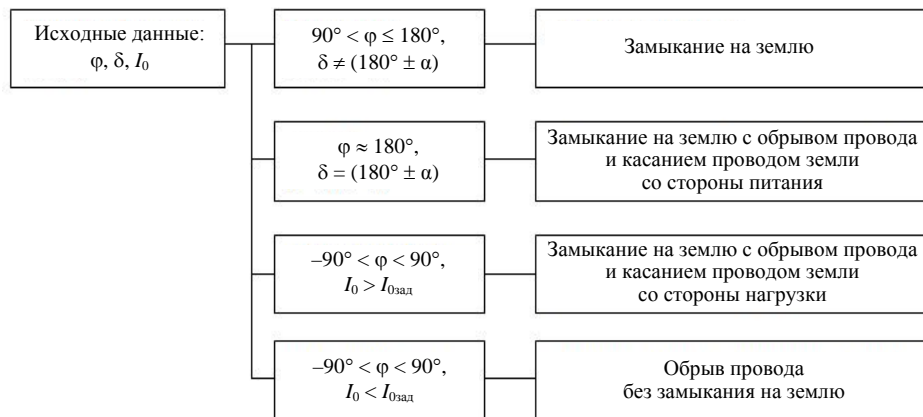 Исходные данные:
φ, δ, I₀
90° < φ ≤ 180°,
δ ≠ (180° ± α)
Замыкание на землю
φ ≈ 180°,
δ = (180° ± α)
Замыкание на землю с обрывом провода
и касанием проводом земли
со стороны питания
–90° < φ < 90°,
I₀ > I₀зад
Замыкание на землю с обрывом провода
и касанием проводом земли
со стороны нагрузки
–90° < φ < 90°,
I₀ < I₀зад
Обрыв провода
без замыкания на землю